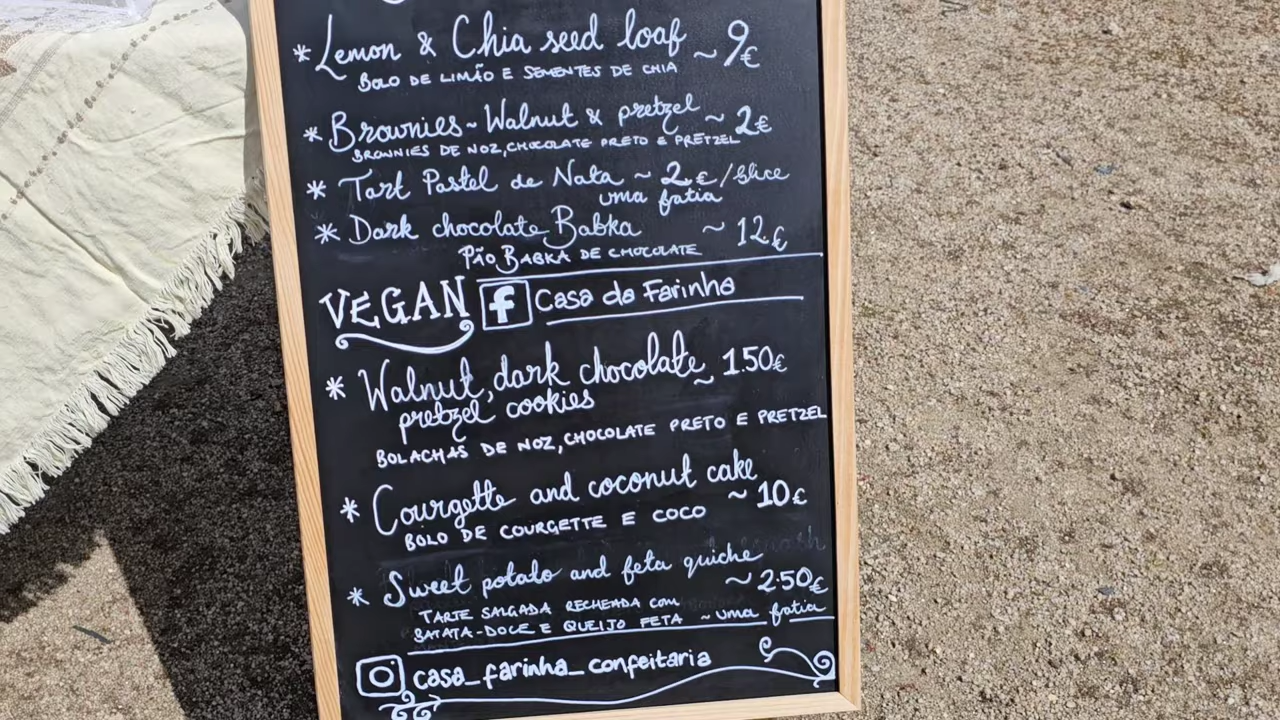 * Lemon & Chia seed loaf ~ 9€
BOLO DE LIMÃO E SEMENTES DE CHIA
* Brownies ~ Walnut & pretzel ~ 2€
BROWNIES DE NOZ, CHOCOLATE PRETO E PRETZEL
* Tart Pastel de Nata ~ 2€/Slice
uma fatia
* Dark chocolate Babka ~ 12€
PÃO BABKA DE CHOCOLATE
VEGAN f Casa da Farinha
* Walnut, dark chocolate ~ 1.50€
pretzel cookies
BOLACHAS DE NOZ, CHOCOLATE PRETO E PRETZEL
* Courgette and coconut cake
~ 10€
BOLO DE COURGETTE E COCO
* Sweet potato and feta quiche
~ 2.50€
TARTE SALGADA RECHEADA COM
BATATA-DOCE E QUEIJO FETA ~ uma fatia
casa_farinha_confeitaria